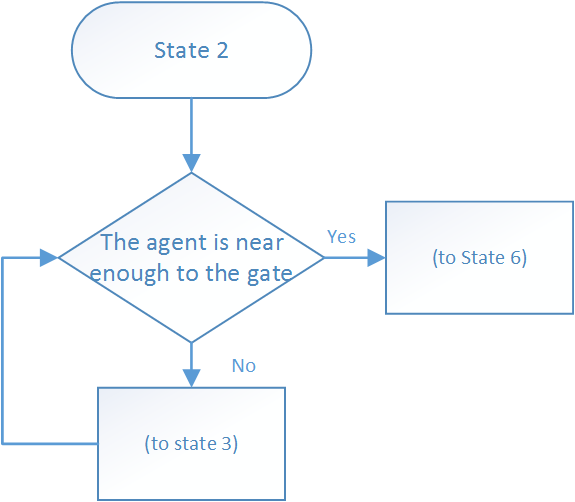 State 2
The agent is near
enough to the gate
Yes
(to State 6)
No
(to state 3)